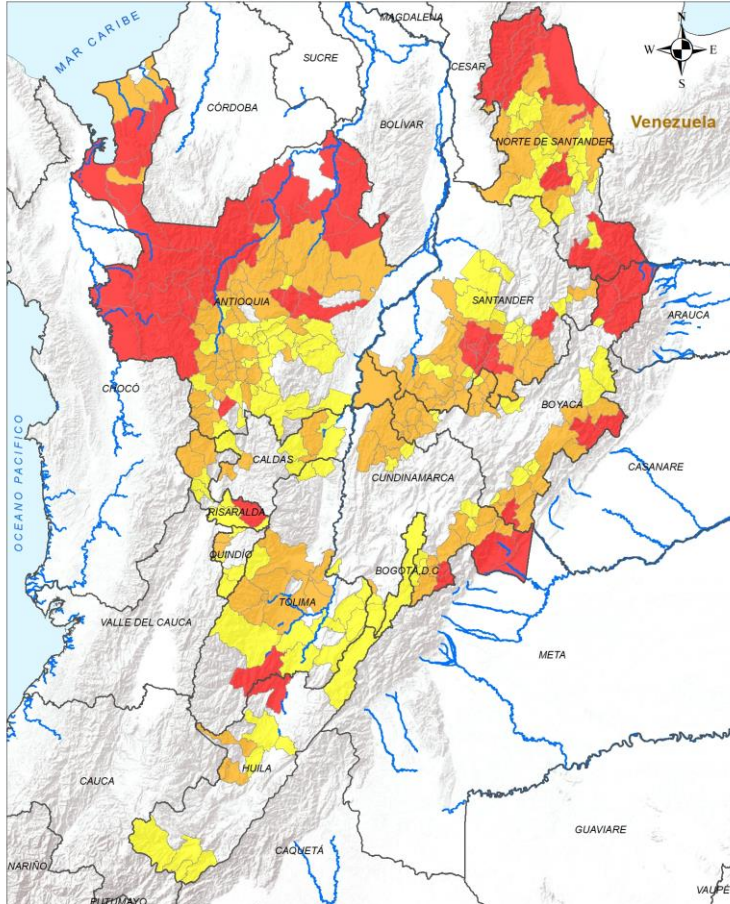 MAGDALENA
N
MAR CARIBE
SUCRE
W
E
CESAR
S
CÓRDOBA
BOLÍVAR
Venezuela
NORTE DE SANTANDER
ANTIOQUIA
SANTANDER
ARAUCA
CHOCÓ
BOYACÁ
CALDAS
CUNDINAMARCA
CASANARE
OCEANO PACIFICO
RISARALDA
QUINDÍO
BOGOTÁ, D.C
TOLIMA
VALLE DEL CAUCA
META
HUILA
CAUCA
GUAVIARE
CAQUETÁ
NARIÑO
VAUPÉ
PUTUMAYO